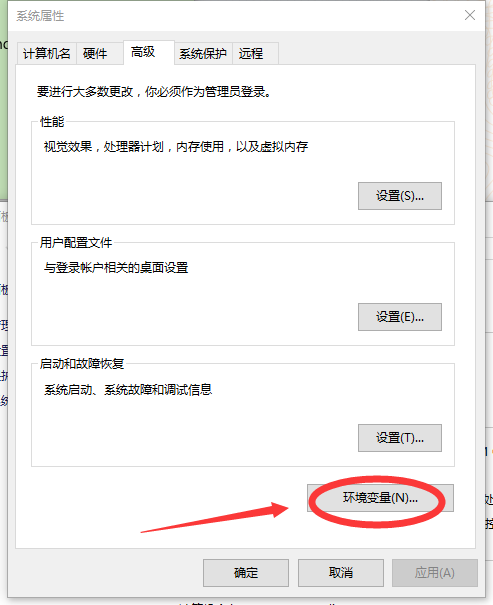 系统属性
计算机名 硬件 高级 系统保护 远程
要进行大多数更改，你必须作为管理员登录。
性能
视觉效果，处理器计划，内存使用，以及虚拟内存
设置(S)...
用户配置文件
与登录帐户相关的桌面设置
设置(E)...
启动和故障恢复
系统启动、系统故障和调试信息
设置(T)...
环境变量(N)...
确定 取消 应用(A)